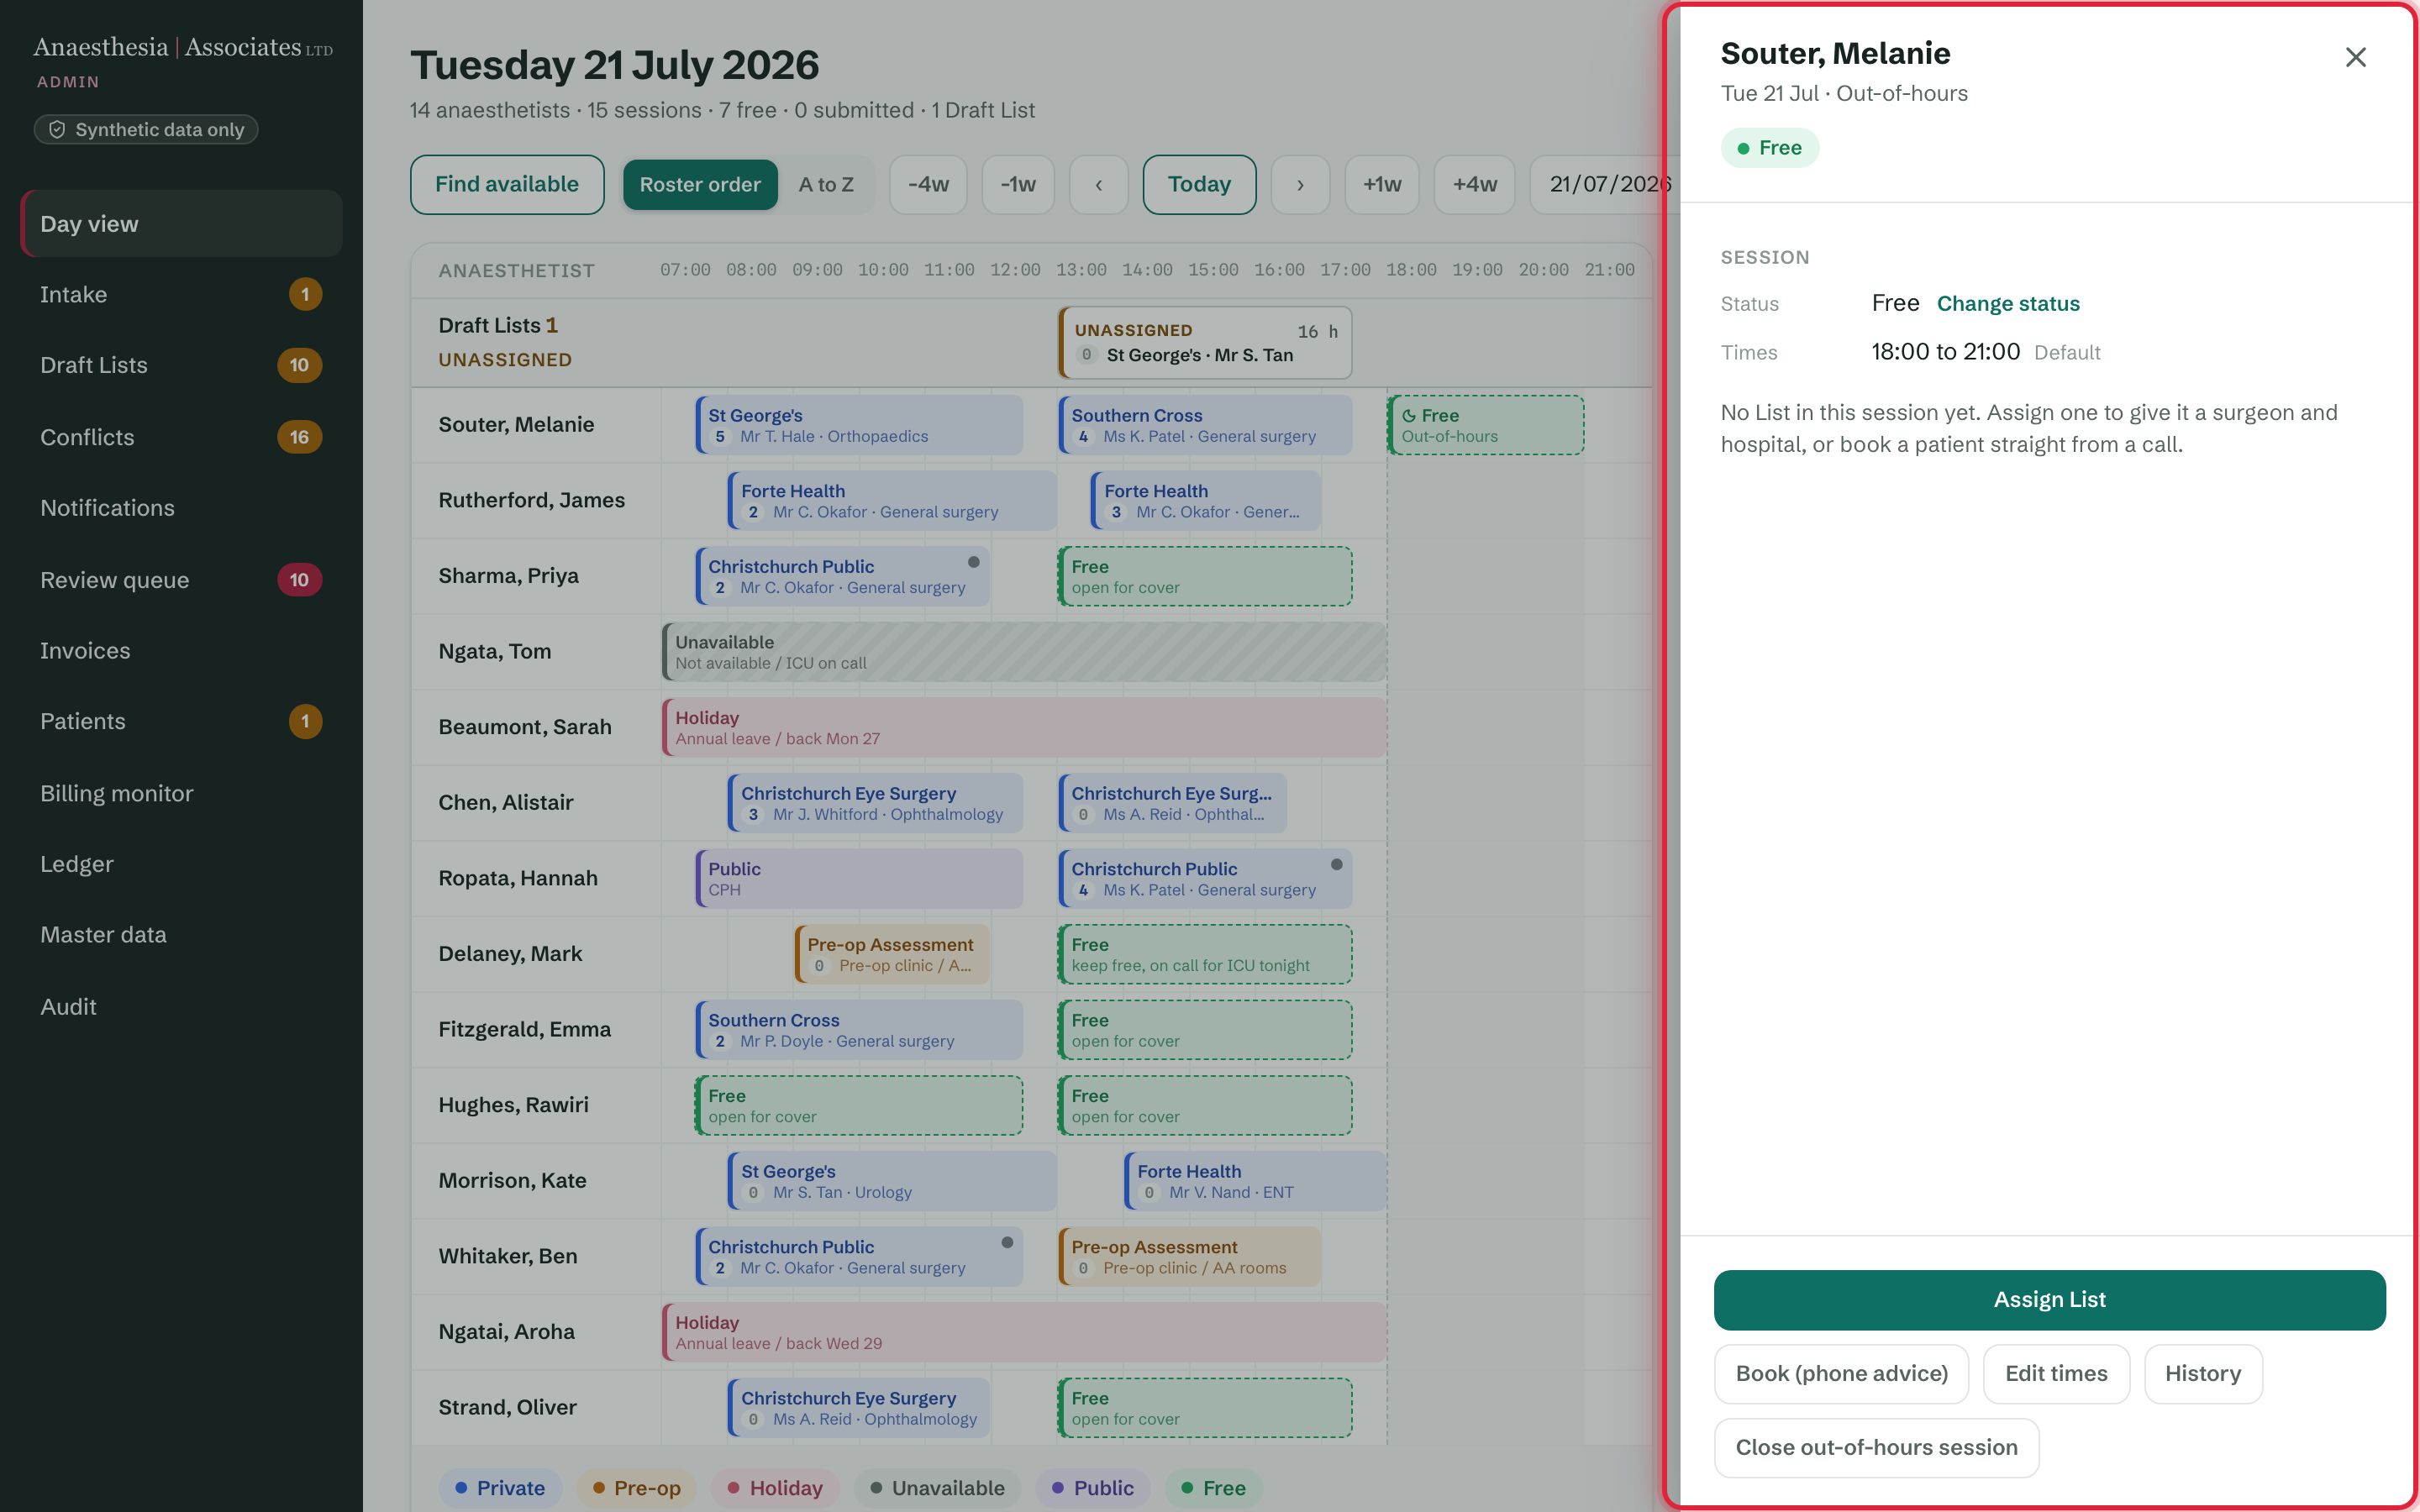 Anaesthesia | Associates LTD
ADMIN
Synthetic data only
Day view
Intake 1
Draft Lists 10
Conflicts 16
Notifications
Review queue 10
Invoices
Patients 1
Billing monitor
Ledger
Master data
Audit
Tuesday 21 July 2026
14 anaesthetists · 15 sessions · 7 free · 0 submitted · 1 Draft List
Find available Roster order A to Z -4w -1w ‹ Today › +1w +4w 21/07/2026
ANAESTHETIST 07:00 08:00 09:00 10:00 11:00 12:00 13:00 14:00 15:00 16:00 17:00 18:00 19:00 20:00 21:00
Draft Lists 1
UNASSIGNED
UNASSIGNED 16 h
0 St George's · Mr S. Tan
Souter, Melanie
St George's
5 Mr T. Hale · Orthopaedics
Southern Cross
4 Ms K. Patel · General surgery
Free
Out-of-hours
Rutherford, James
Forte Health
2 Mr C. Okafor · General surgery
Forte Health
3 Mr C. Okafor · Gener...
Sharma, Priya
Christchurch Public
2 Mr C. Okafor · General surgery
Free
open for cover
Ngata, Tom
Unavailable
Not available / ICU on call
Beaumont, Sarah
Holiday
Annual leave / back Mon 27
Chen, Alistair
Christchurch Eye Surgery
3 Mr J. Whitford · Ophthalmology
Christchurch Eye Surg...
0 Ms A. Reid · Ophthal...
Ropata, Hannah
Public
CPH
Christchurch Public
4 Ms K. Patel · General surgery
Delaney, Mark
Pre-op Assessment
0 Pre-op clinic / A...
Free
keep free, on call for ICU tonight
Fitzgerald, Emma
Southern Cross
2 Mr P. Doyle · General surgery
Free
open for cover
Hughes, Rawiri
Free
open for cover
Free
open for cover
Morrison, Kate
St George's
0 Mr S. Tan · Urology
Forte Health
0 Mr V. Nand · ENT
Whitaker, Ben
Christchurch Public
2 Mr C. Okafor · General surgery
Pre-op Assessment
0 Pre-op clinic / AA rooms
Ngatai, Aroha
Holiday
Annual leave / back Wed 29
Strand, Oliver
Christchurch Eye Surgery
0 Ms A. Reid · Ophthalmology
Free
open for cover
Private Pre-op Holiday Unavailable Public Free
Souter, Melanie
Tue 21 Jul · Out-of-hours
Free
SESSION
Status Free Change status
Times 18:00 to 21:00 Default
No List in this session yet. Assign one to give it a surgeon and
hospital, or book a patient straight from a call.
Assign List
Book (phone advice) Edit times History
Close out-of-hours session